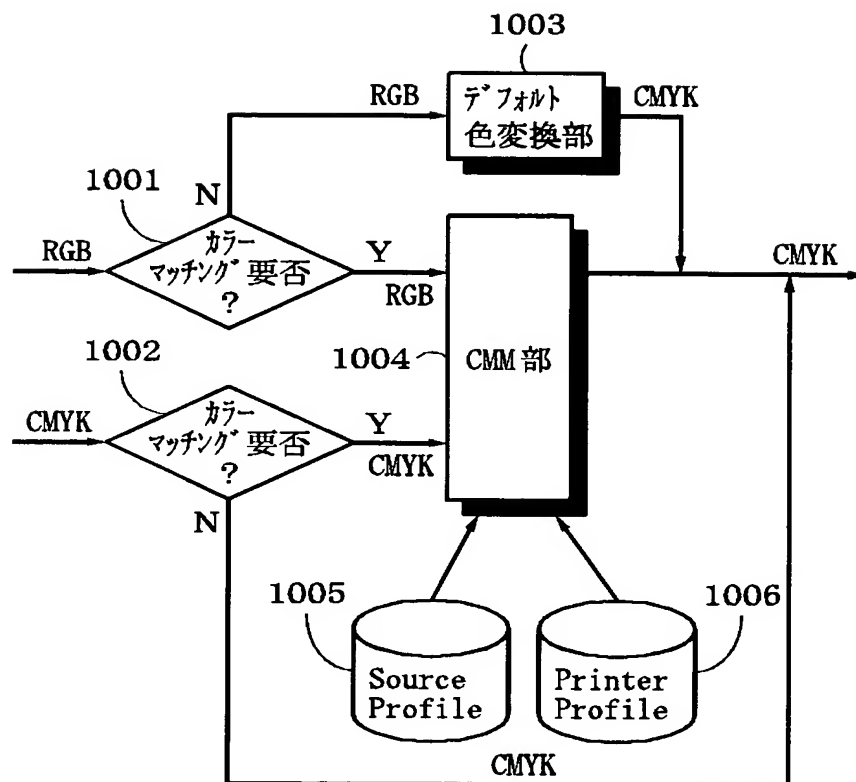 1003
RGB
デフォルト
色変換部
CMYK
1001
N
RGB
カラー
マッチング要否
?
Y
RGB
CMYK
1002
1004
CMM部
CMYK
カラー
マッチング要否
?
Y
CMYK
N
1005
1006
Source
Profile
Printer
Profile
CMYK